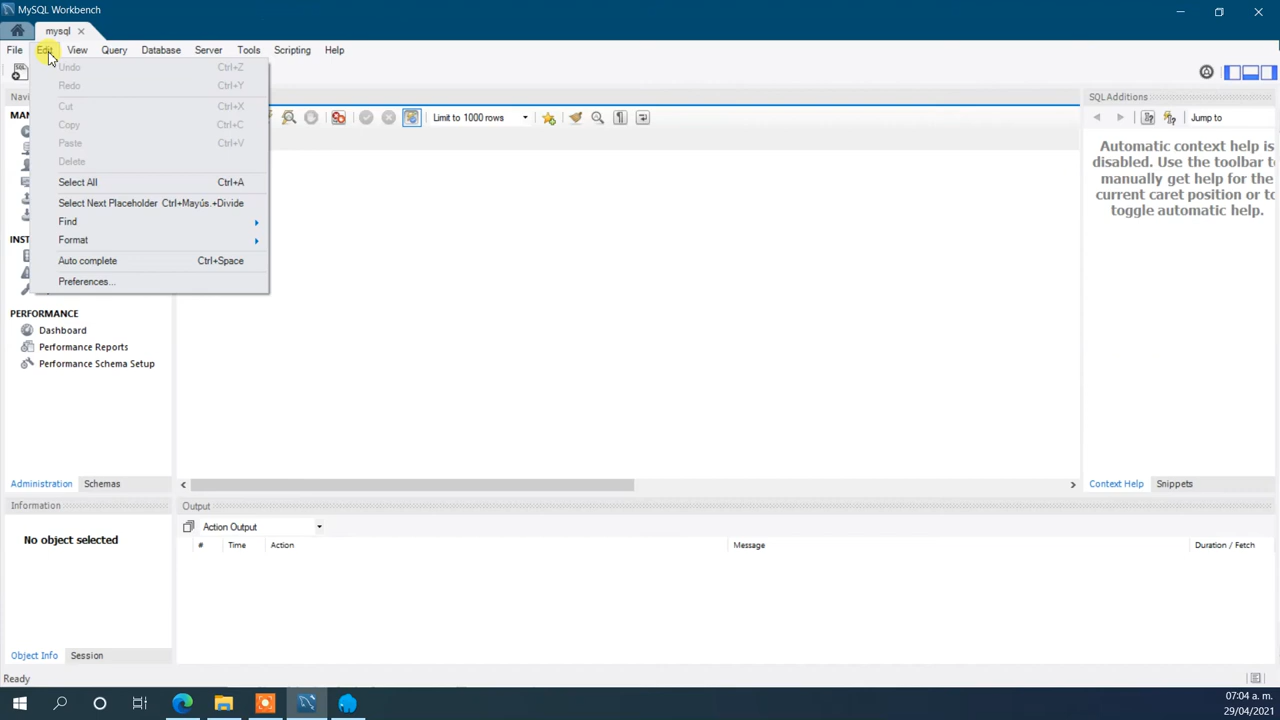 MySQL Workbench
mysql
File Edit View Query Database Server Tools Scripting Help
Undo Ctrl+Z
Redo Ctrl+Y
Cut Ctrl+X
Copy Ctrl+C
Paste Ctrl+V
Delete
Select All Ctrl+A
Select Next Placeholder Ctrl+Mayús.+Divide
Find
Format
Auto complete Ctrl+Space
Preferences...
Navi
MAN
INST
PERFORMANCE
Dashboard
Performance Reports
Performance Schema Setup
Administration Schemas
Limit to 1000 rows
SQLAdditions
Jump to
Automatic context help is
disabled. Use the toolbar to
manually get help for the
current caret position or to
toggle automatic help.
Context Help Snippets
Information
No object selected
Object Info Session
Output
Action Output
# Time Action Message Duration / Fetch
Ready
07:04 a. m.
29/04/2021